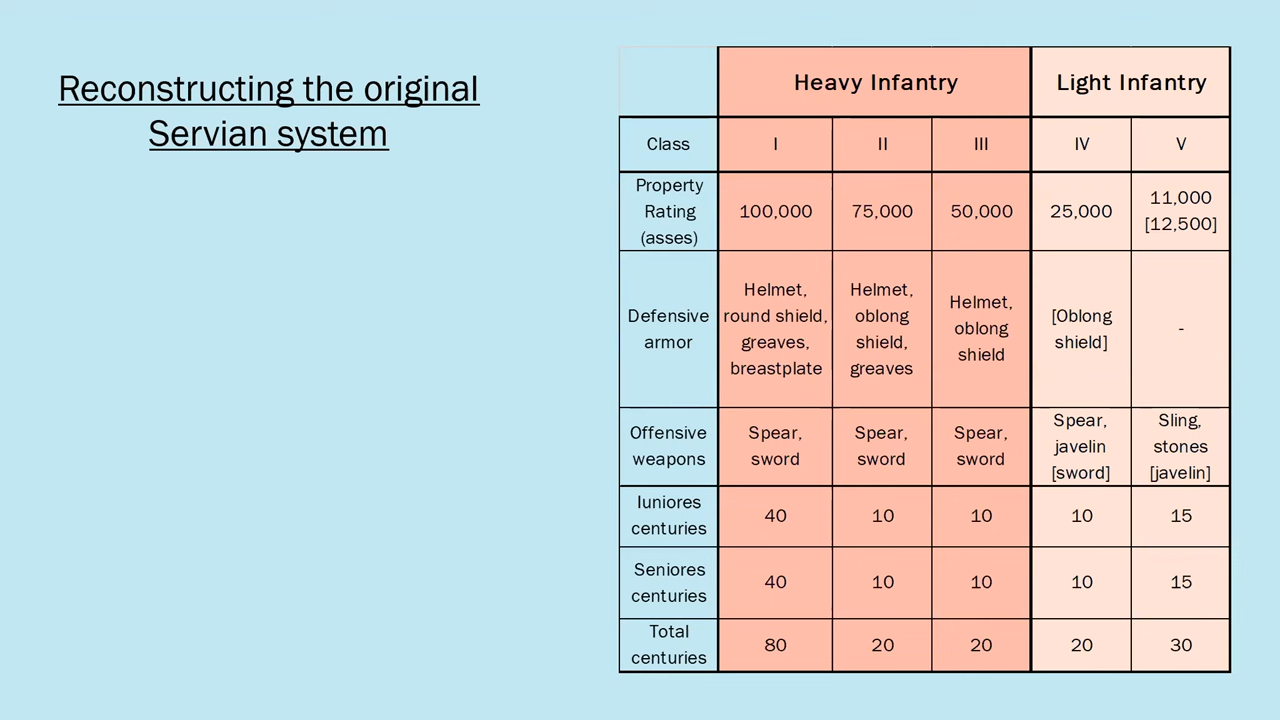 Reconstructing the original
Servian system
Heavy Infantry
Light Infantry
Class
I
II
III
IV
V
Property
Rating
(asses)
100,000
75,000
50,000
25,000
11,000
[12,500]
Defensive
armor
Helmet,
round shield,
greaves,
breastplate
Helmet,
oblong
shield,
greaves
Helmet,
oblong
shield
[Oblong
shield]
-
Offensive
weapons
Spear,
sword
Spear,
sword
Spear,
sword
Spear,
javelin
[sword]
Sling,
stones
[javelin]
Iuniores
centuries
40
10
10
10
15
Seniores
centuries
40
10
10
10
15
Total
centuries
80
20
20
20
30